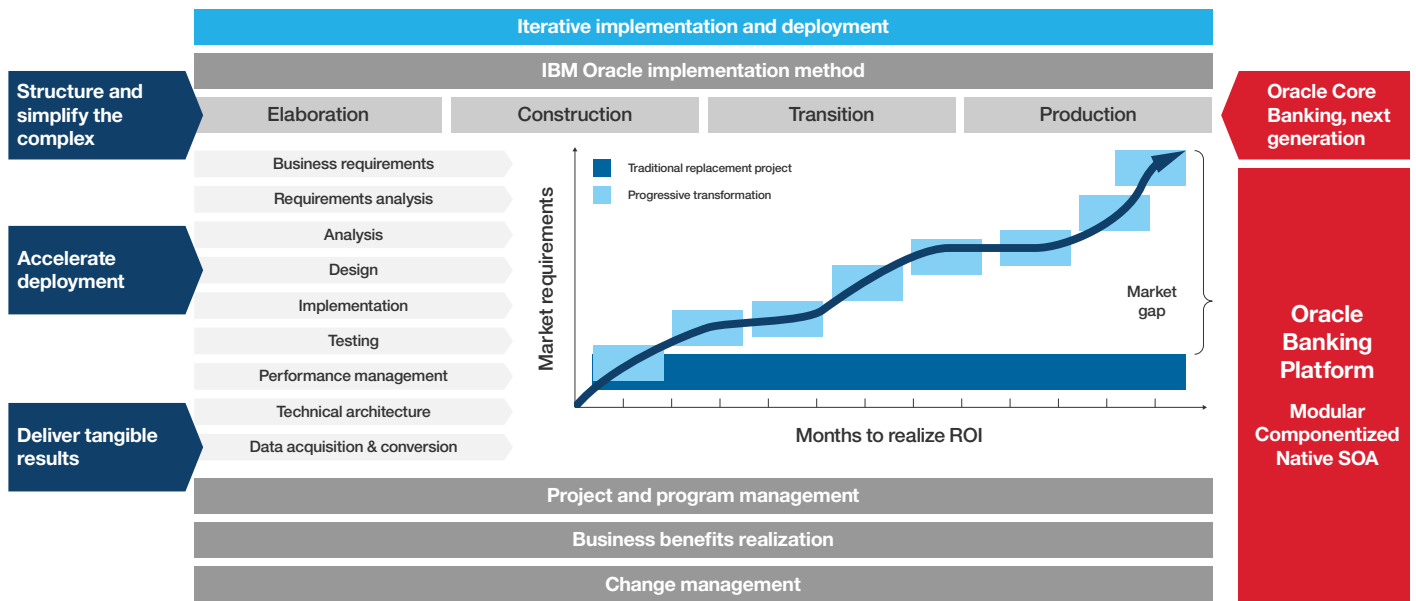 Iterative implementation and deployment
IBM Oracle implementation method
Structure and
simplify the
complex
Elaboration
Construction
Transition
Production
Oracle Core
Banking, next
generation
Business requirements
Requirements analysis
Analysis
Design
Implementation
Testing
Performance management
Technical architecture
Data acquisition & conversion
Accelerate
deployment
Deliver tangible
results
Market requirements
Traditional replacement project
Progressive transformation
Market
gap
Months to realize ROI
Oracle
Banking
Platform
Modular
Componentized
Native SOA
Project and program management
Business benefits realization
Change management